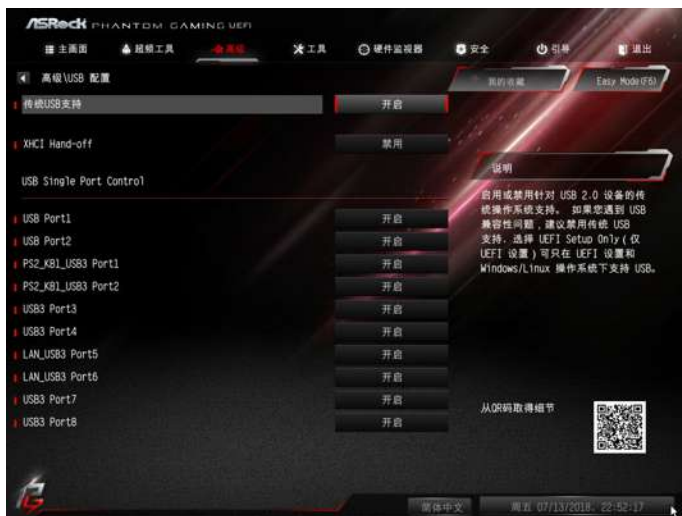 ASRock PHANTOM GAMING UEFI
主画面
超频工具
高级
工具
硬件监视器
安全
引导
退出
高级\USB 配置
我的收藏
Easy Mode(F6)
传统USB支持
开启
XHCI Hand-off
禁用
USB Single Port Control
USB Port1
开启
USB Port2
开启
PS2_KB1_USB3 Port1
开启
PS2_KB1_USB3 Port2
开启
USB3 Port3
开启
USB3 Port4
开启
LAN_USB3 Port5
开启
LAN_USB3 Port6
开启
USB3 Port7
开启
USB3 Port8
开启
说明
启用或禁用针对 USB 2.0 设备的传
统操作系统支持。 如果您遇到 USB
兼容性问题，建议禁用传统 USB
支持. 选择 UEFI Setup Only ( 仅
UEFI 设置 ) 可只在 UEFI 设置和
Windows/Linux 操作系统下支持 USB。
从QR码取得细节
简体中文
周五 07/13/2018. 22:52:17